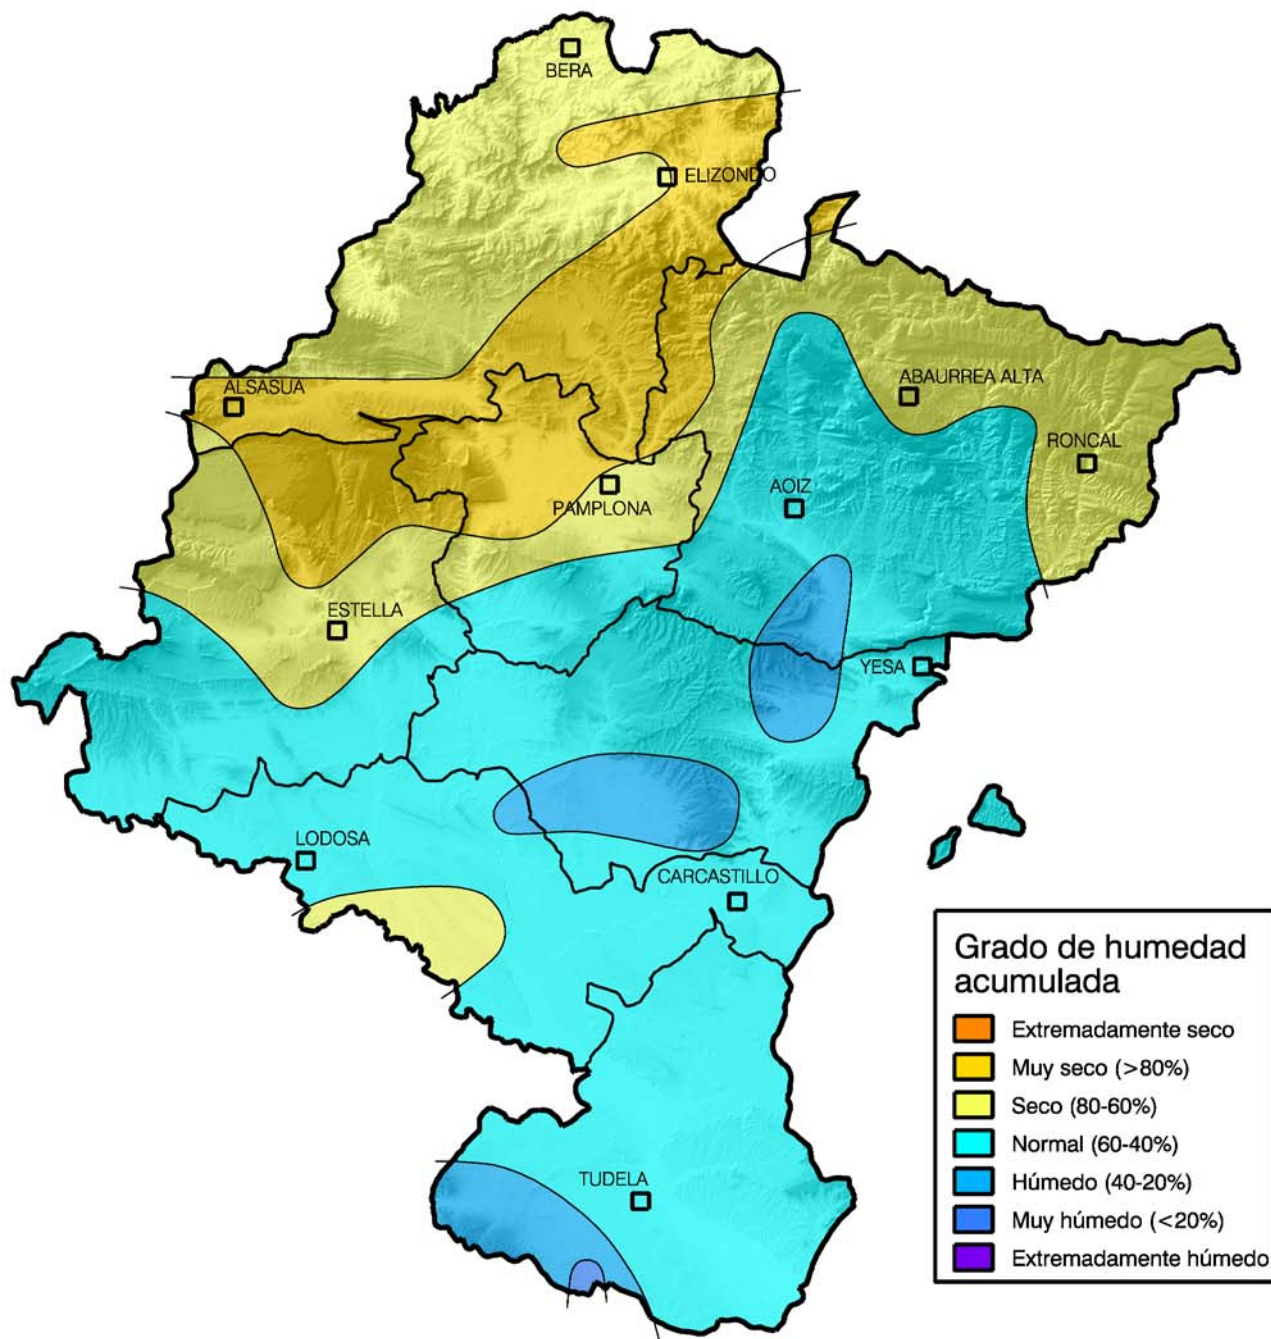 BERA
ELIZONDO
ALSASUA
ABAURREA ALTA
RONCAL
AOIZ
PAMPLONA
ESTELLA
YESA
LODOSA
CARCASTILLO
TUDELA
Grado de humedad
acumulada
Extremadamente seco
Muy seco (>80%)
Seco (80-60%)
Normal (60-40%)
Húmedo (40-20%)
Muy húmedo (<20%)
Extremadamente húmedo